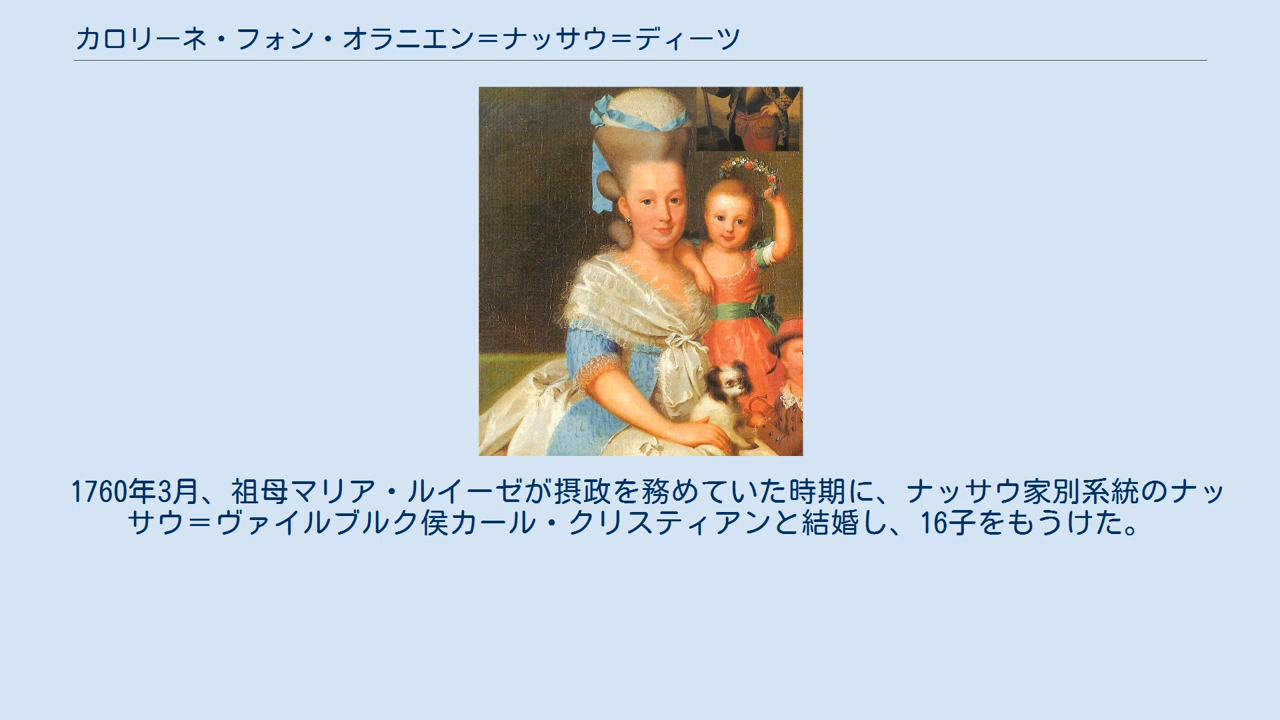 カロリーネ・フォン・オラニエン＝ナッサウ＝ディーツ
1760年3月、祖母マリア・ルイーゼが摂政を務めていた時期に、ナッサウ家別系統のナッ
サウ＝ヴァイルブルク侯カール・クリスティアンと結婚し、16子をもうけた。